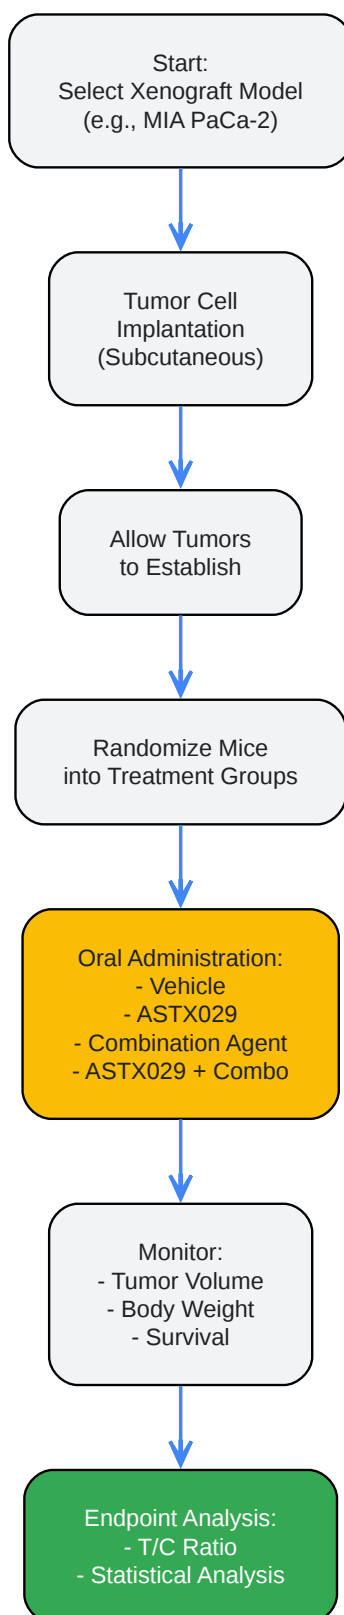 Start:
Select Xenograft Model
(e.g., MIA PaCa-2)
Tumor Cell
Implantation
(Subcutaneous)
Allow Tumors
to Establish
Randomize Mice
into Treatment Groups
Oral Administration:
- Vehicle
- ASTX029
- Combination Agent
- ASTX029 + Combo
Monitor:
- Tumor Volume
- Body Weight
- Survival
Endpoint Analysis:
- T/C Ratio
- Statistical Analysis